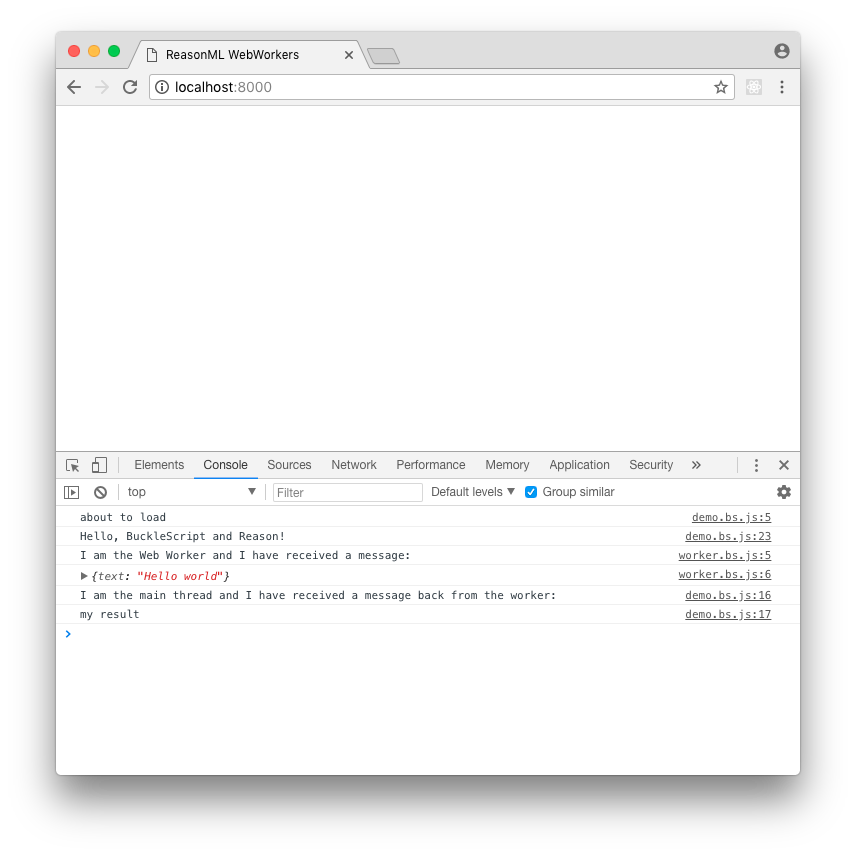 ReasonML WebWorkers
localhost:8000
Elements Console Sources Network Performance Memory Application Security
top Filter Default levels Group similar
about to load demo.bs.js:5
Hello, BuckleScript and Reason! demo.bs.js:23
I am the Web Worker and I have received a message: worker.bs.js:5
{text: "Hello world"} worker.bs.js:6
I am the main thread and I have received a message back from the worker: demo.bs.js:16
my result demo.bs.js:17